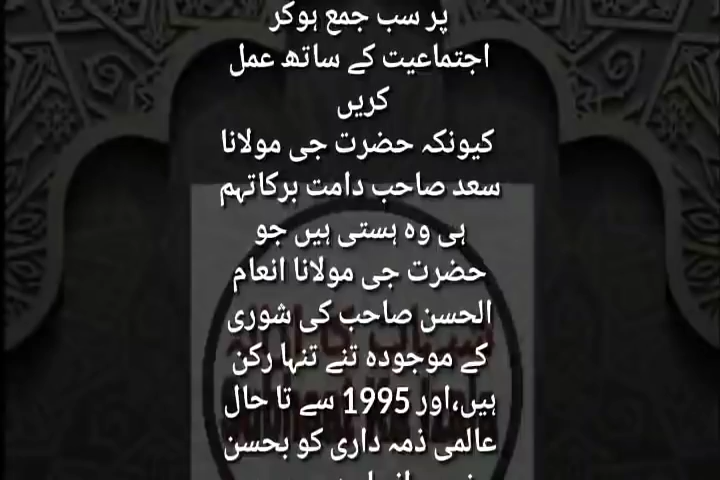 پر سب جمع ہوکر
اجتماعیت کے ساتھ عمل
کریں
کیونکہ حضرت جی مولانا
سعد صاحب دامت برکاتہم
ہی وہ ہستی ہیں جو
حضرت جی مولانا انعام
الحسن صاحب کی شوری
کے موجودہ تنے تنہا رکن
ہیں،اور 1995 سے تا حال
عالمی ذمہ داری کو بحسن